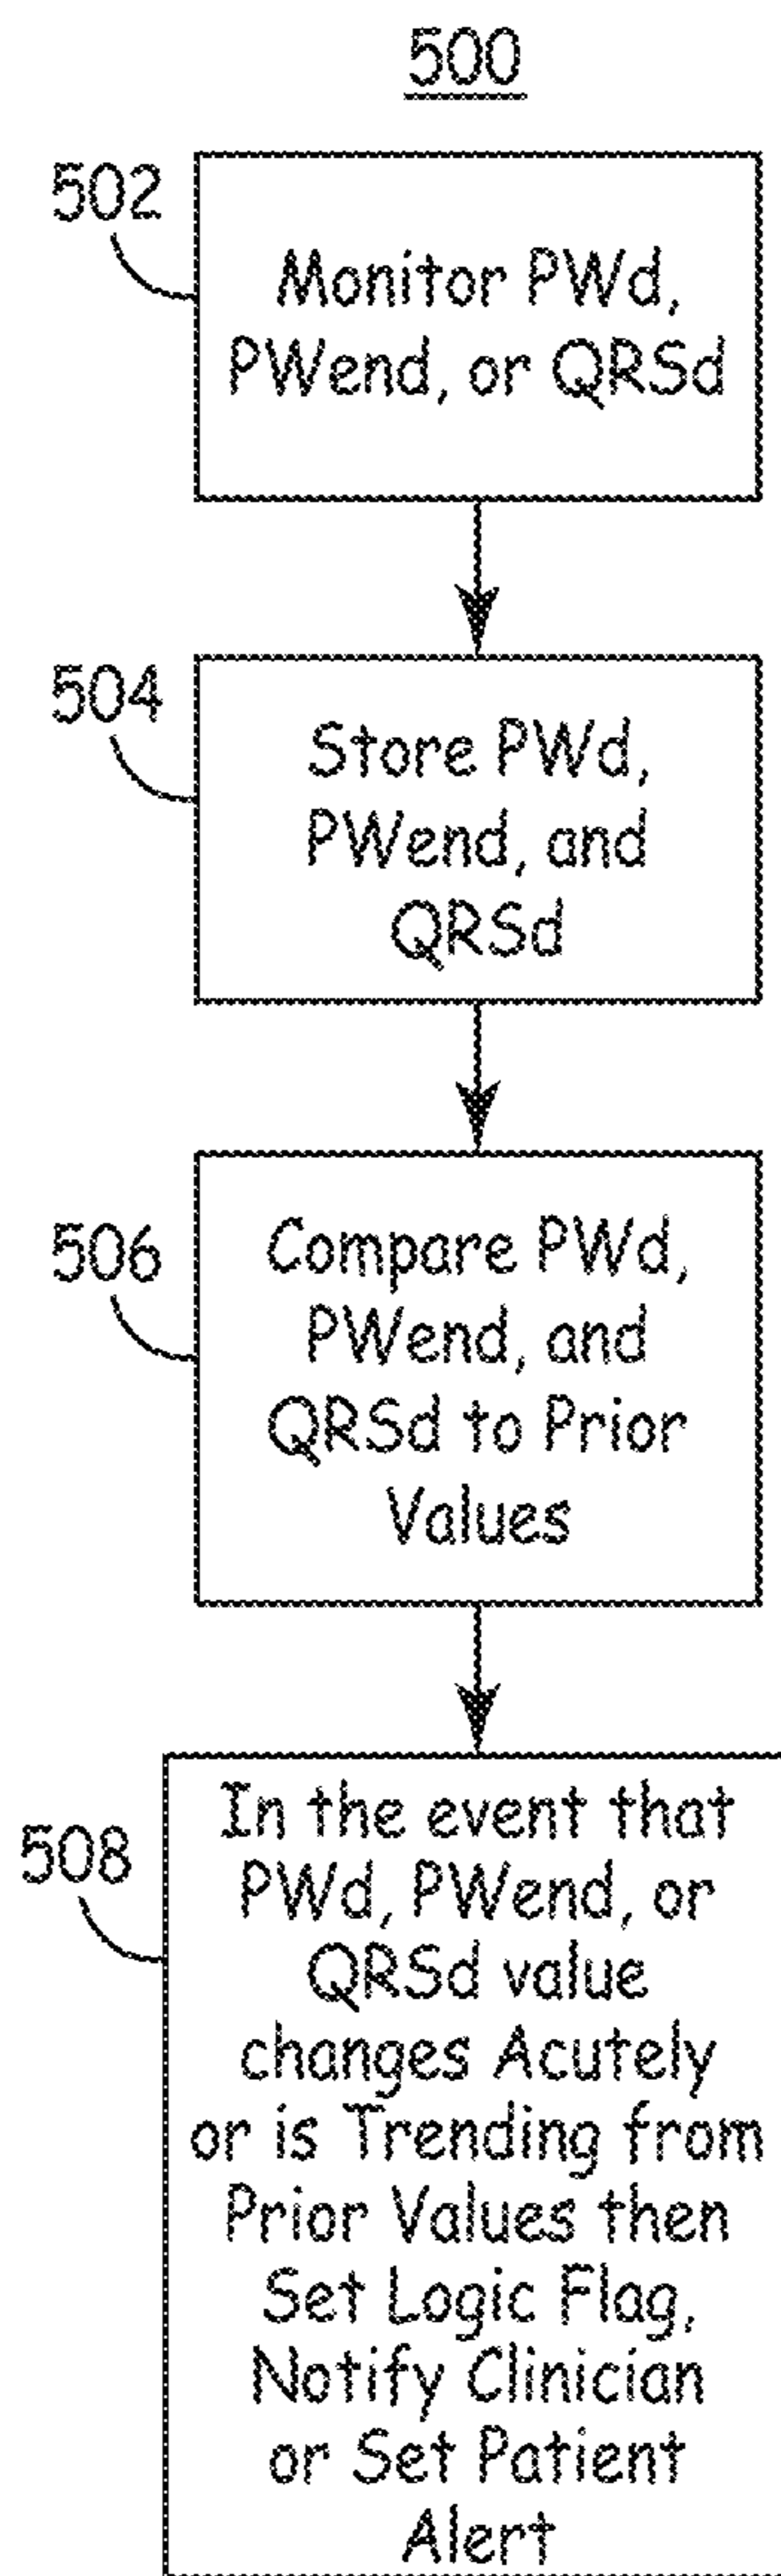 500
502
Monitor PWd,
PWend, or QRSd
504
Store PWd,
PWend, and
QRSd
506
Compare PWd,
PWend, and
QRSd to Prior
Values
508
In the event that
PWd, PWend, or
QRSd value
changes Acutely
or is Trending from
Prior Values then
Set Logic Flag,
Notify Clinician
or Set Patient
Alert